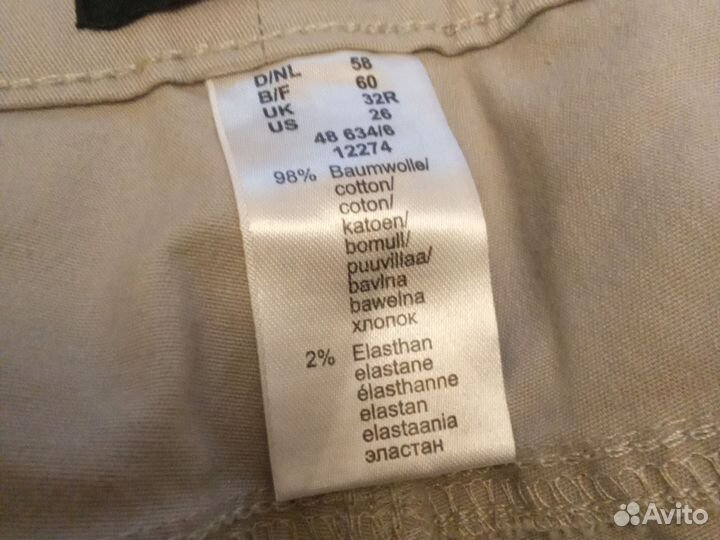 D/NL 58
B/F 60
UK 32R
US 26
48 634/6
12274
98% Baumwolle/
cotton/
coton/
katoen/
bomull/
puuvillaa/
bavlna
bawełna
хлопок
2% Elasthan
elastane
élasthanne
elastan
elastaania
эластан
Avito